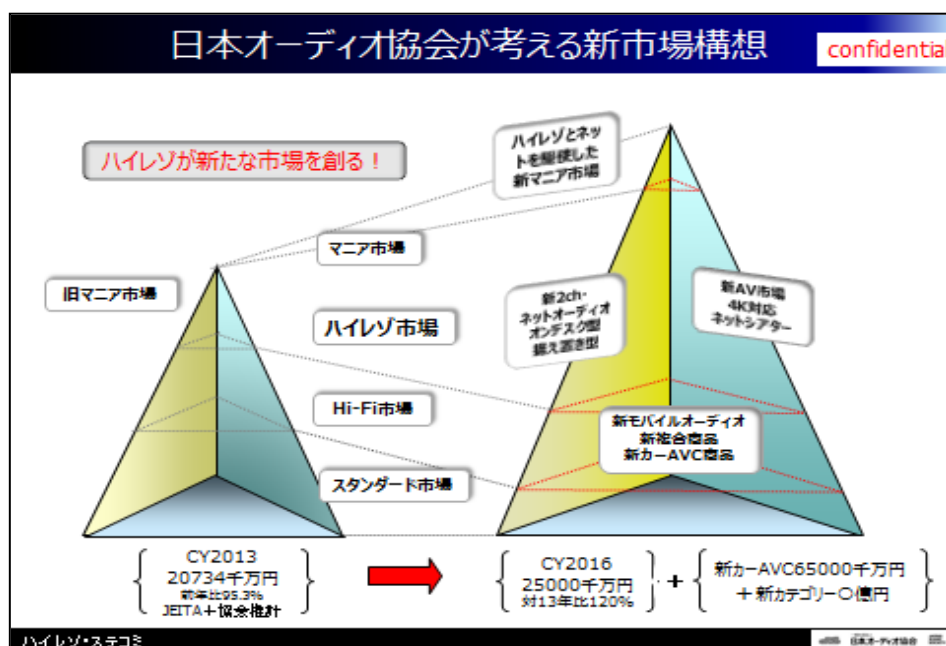 日本オーディオ協会が考える新市場構想
confidential
ハイレゾが新たな市場を創る！
ハイレゾとネッ
トを駆使した
新マニア市場
マニア市場
旧マニア市場
ハイレゾ市場
新2ch・
ネットオーディオ
オンデスク型
据え置き型
新AV市場
4K対応
ネットシアター
Hi-Fi市場
新モバイルオーディオ
新複合商品
新カーAVC商品
スタンダード市場
CY2013
20734千万円
前年比95.3%
JEITA＋協会推計
CY2016
25000千万円
対13年比120%
＋
新カーAVC65000千万円
＋新カテゴリー〇億円
ハイレゾ・ステコミ
日本オーディオ協会